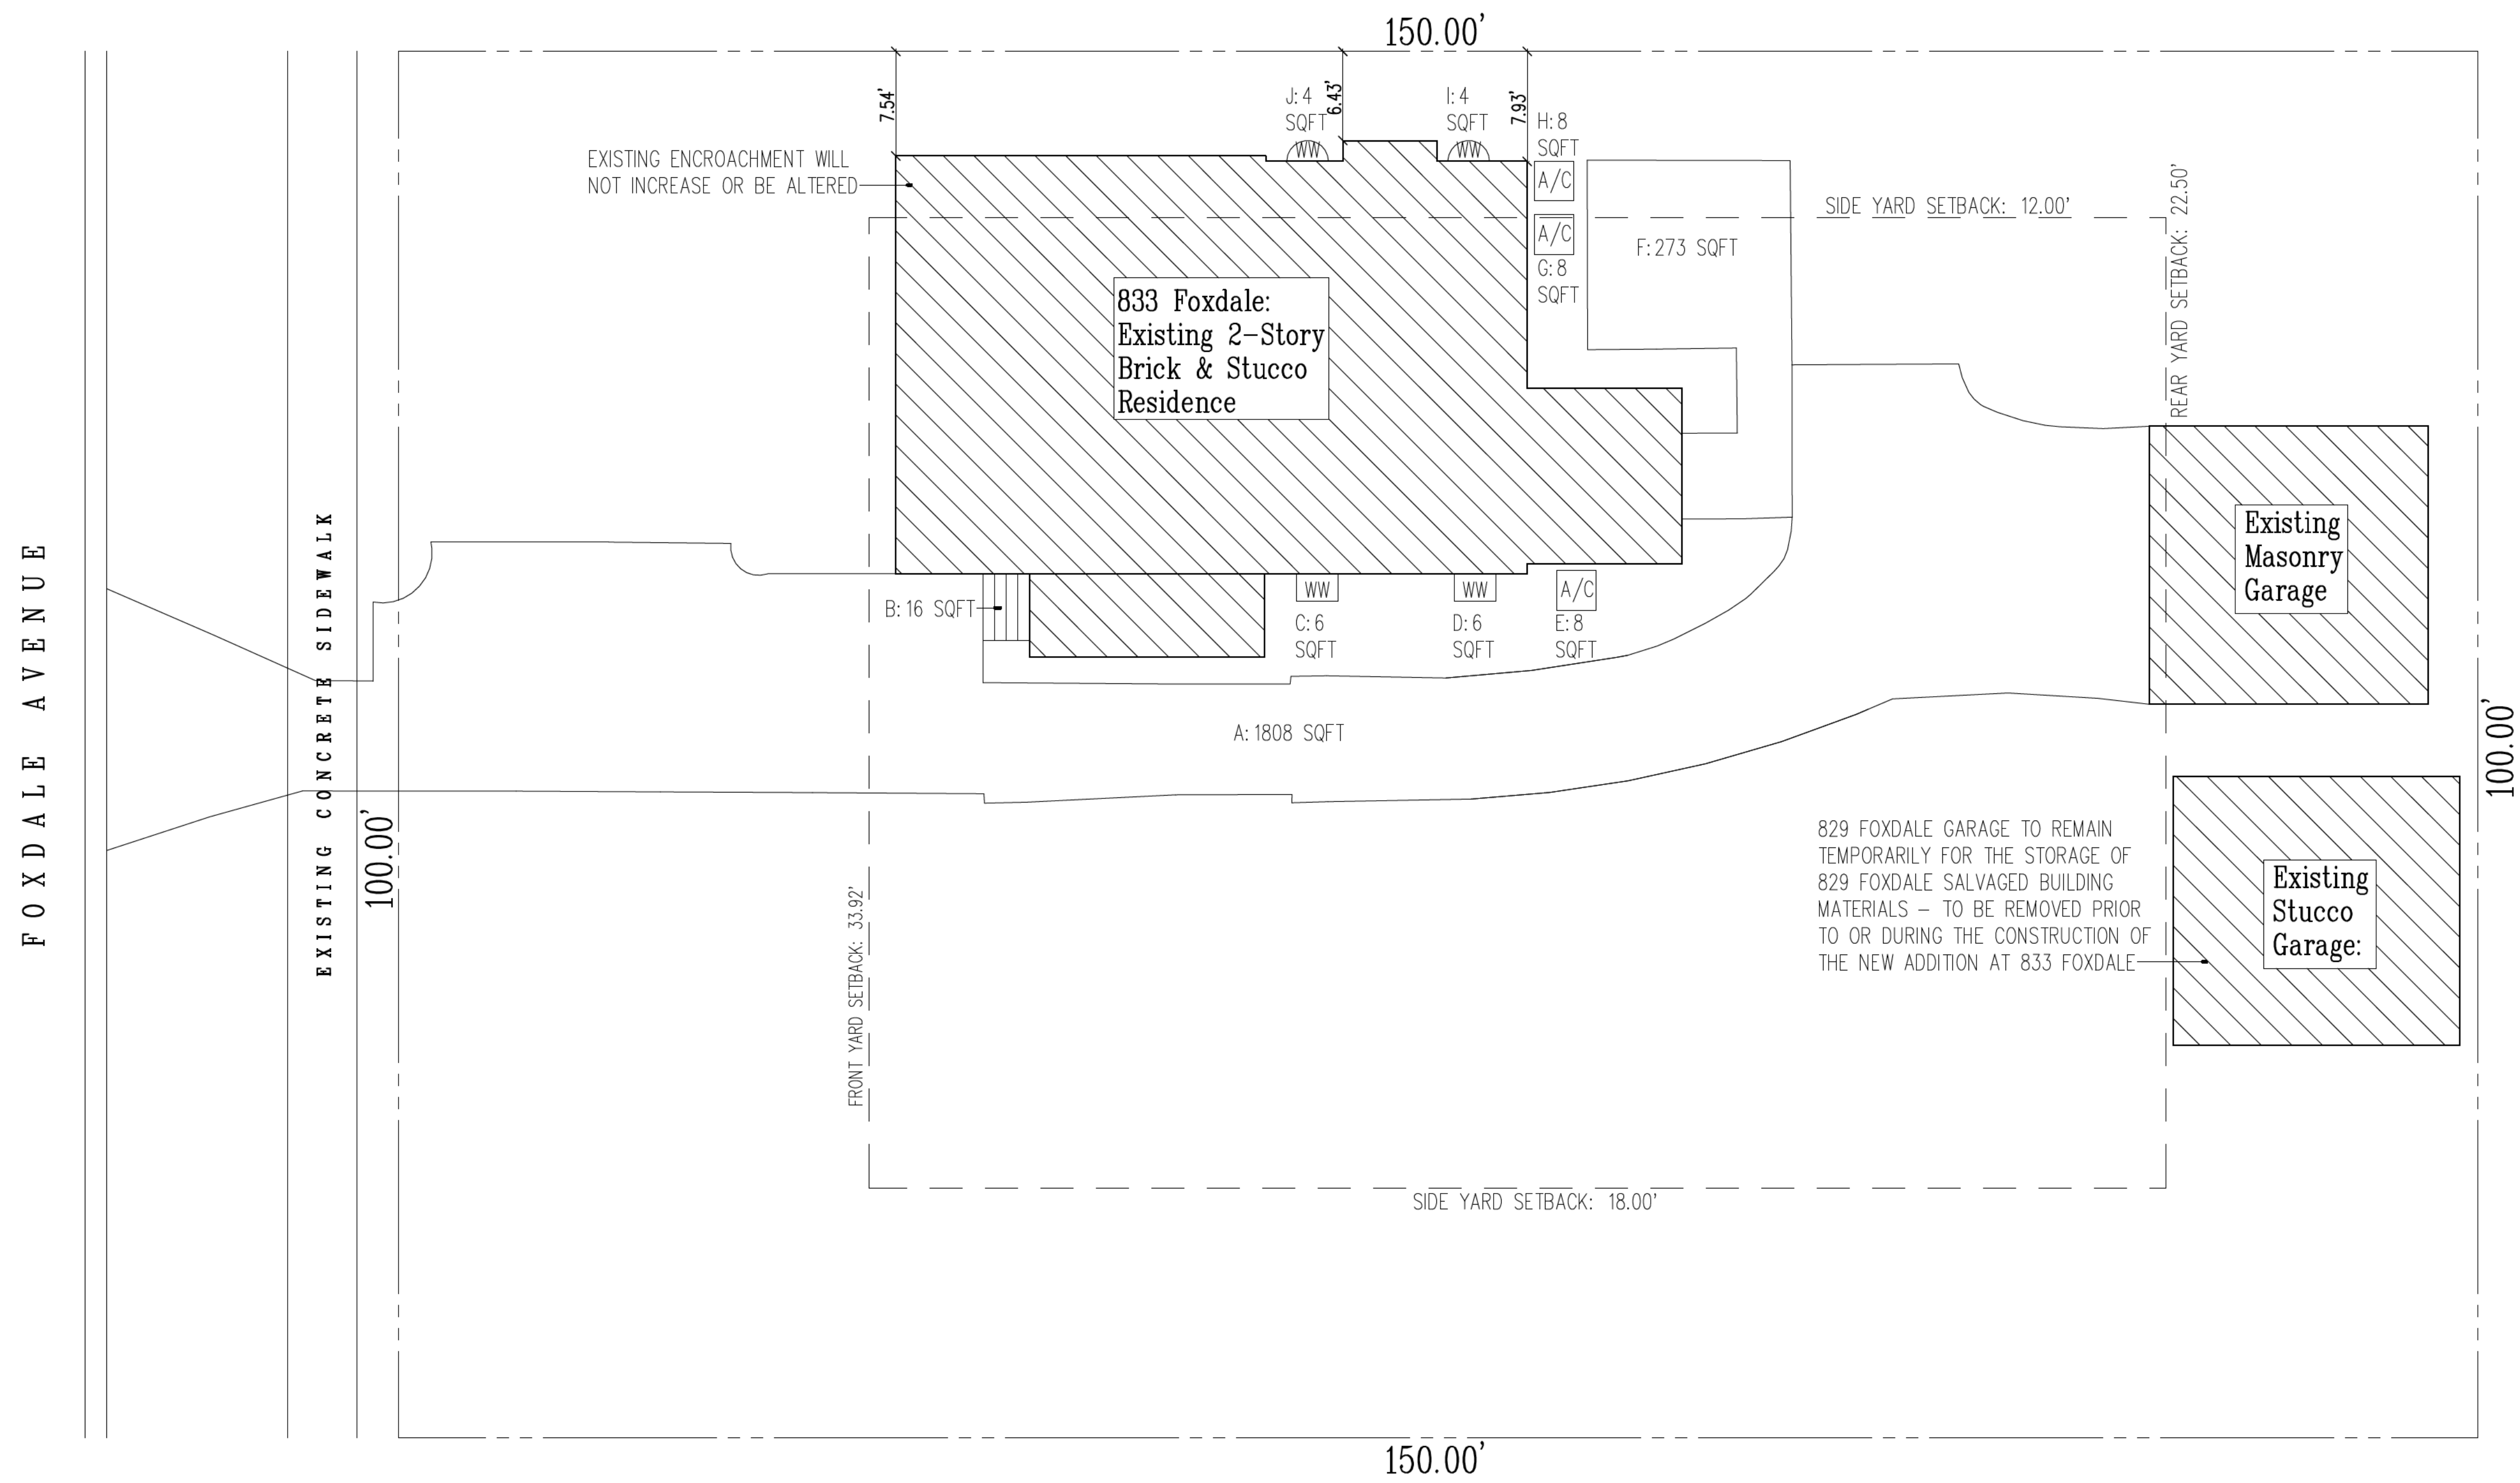 150.00'
7.54'
6.43'
7.93'
J: 4
SQFT
I: 4
SQFT
H: 8
SQFT
WW
WW
A/C
A/C
G: 8
SQFT
EXISTING ENCROACHMENT WILL
NOT INCREASE OR BE ALTERED
SIDE YARD SETBACK: 12.00'
REAR YARD SETBACK: 22.50'
F: 273 SQFT
833 Foxdale:
Existing 2-Story
Brick & Stucco
Residence
FOXDALE AVENUE
EXISTING CONCRETE SIDEWALK
100.00'
B: 16 SQFT
WW
C: 6
SQFT
WW
D: 6
SQFT
A/C
E: 8
SQFT
A: 1808 SQFT
Existing
Masonry
Garage
100.00'
829 FOXDALE GARAGE TO REMAIN
TEMPORARILY FOR THE STORAGE OF
829 FOXDALE SALVAGED BUILDING
MATERIALS – TO BE REMOVED PRIOR
TO OR DURING THE CONSTRUCTION OF
THE NEW ADDITION AT 833 FOXDALE
Existing
Stucco
Garage:
FRONT YARD SETBACK: 33.92'
SIDE YARD SETBACK: 18.00'
150.00'